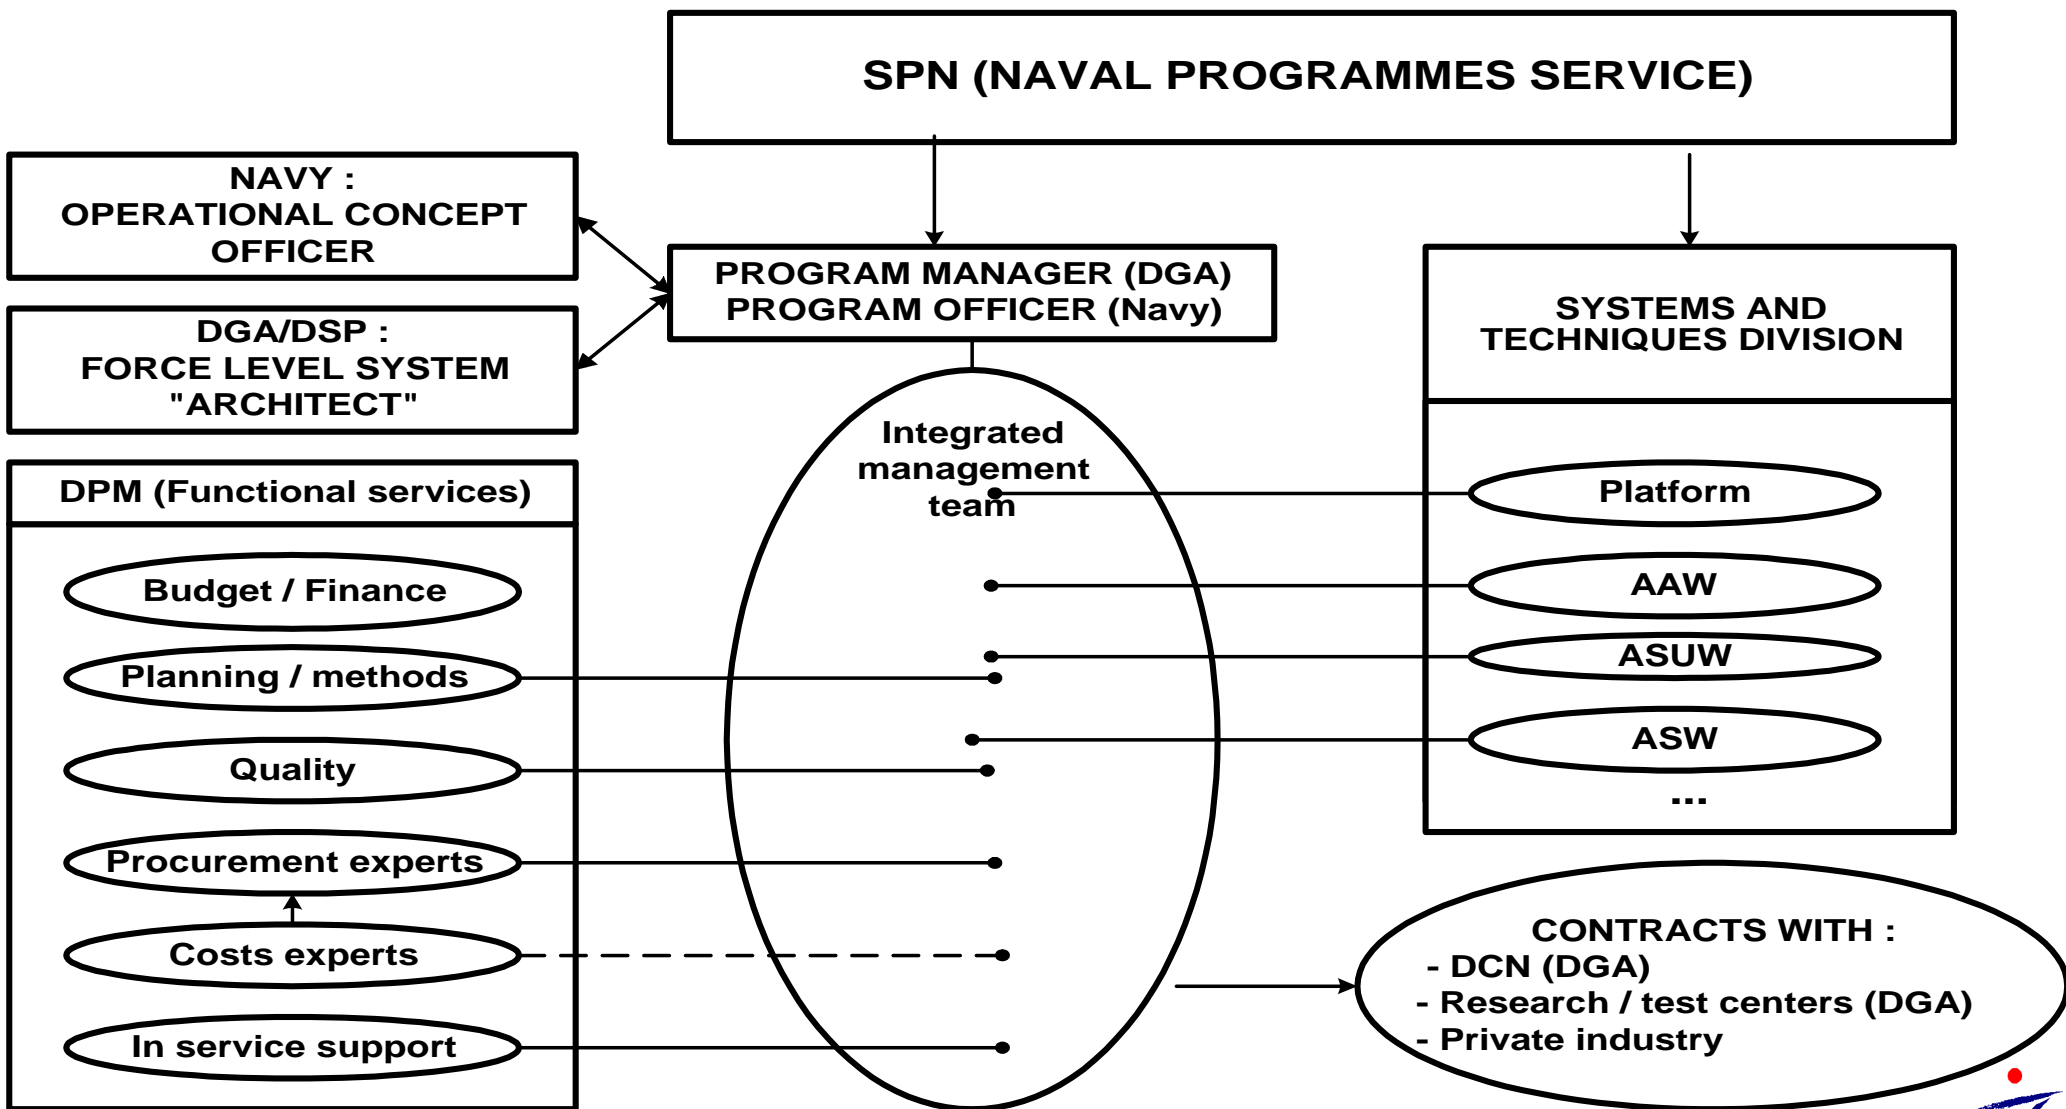 SPN (NAVAL PROGRAMMES SERVICE)
NAVY :
OPERATIONAL CONCEPT
OFFICER
DGA/DSP :
FORCE LEVEL SYSTEM
"ARCHITECT"
PROGRAM MANAGER (DGA)
PROGRAM OFFICER (Navy)
SYSTEMS AND
TECHNIQUES DIVISION
DPM (Functional services)
Budget / Finance
Planning / methods
Quality
Procurement experts
Costs experts
In service support
Integrated
management
team
Platform
AAW
ASUW
ASW
...
CONTRACTS WITH :
- DCN (DGA)
- Research / test centers (DGA)
- Private industry